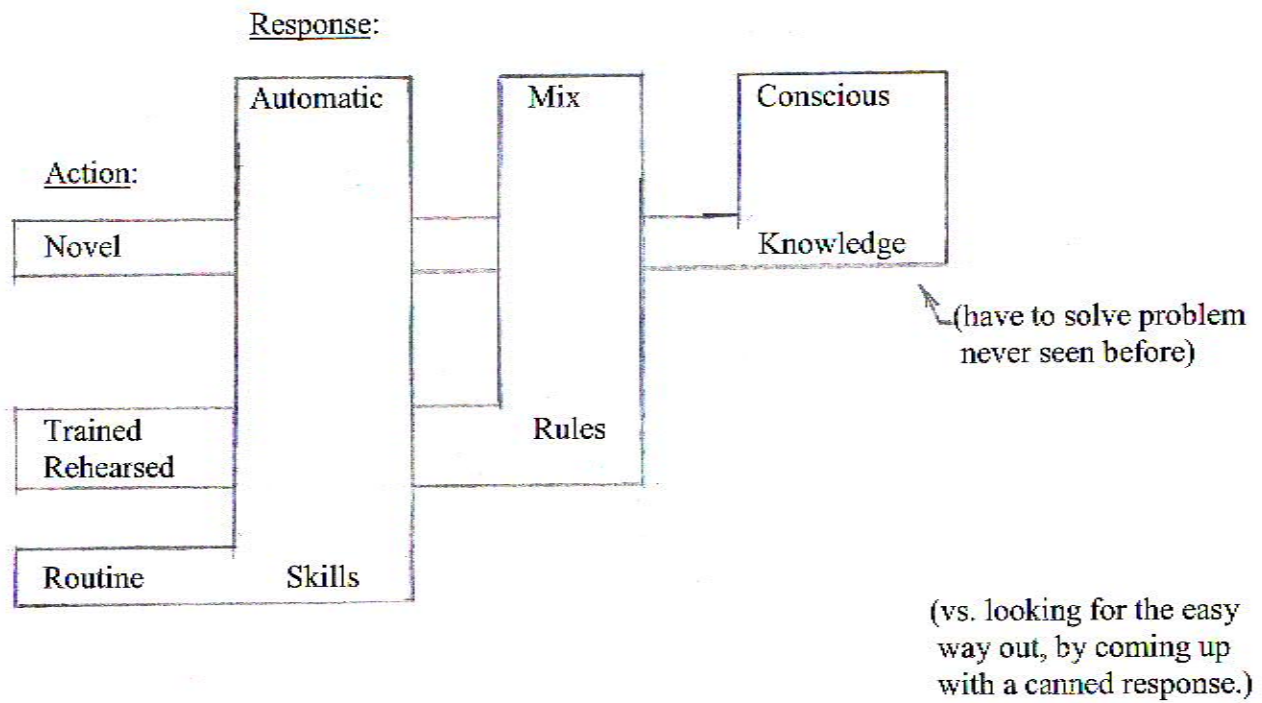 Response:
Automatic
Mix
Conscious
Action:
Novel
Knowledge
(have to solve problem
never seen before)
Trained
Rehearsed
Rules
Routine
Skills
(vs. looking for the easy
way out, by coming up
with a canned response.)